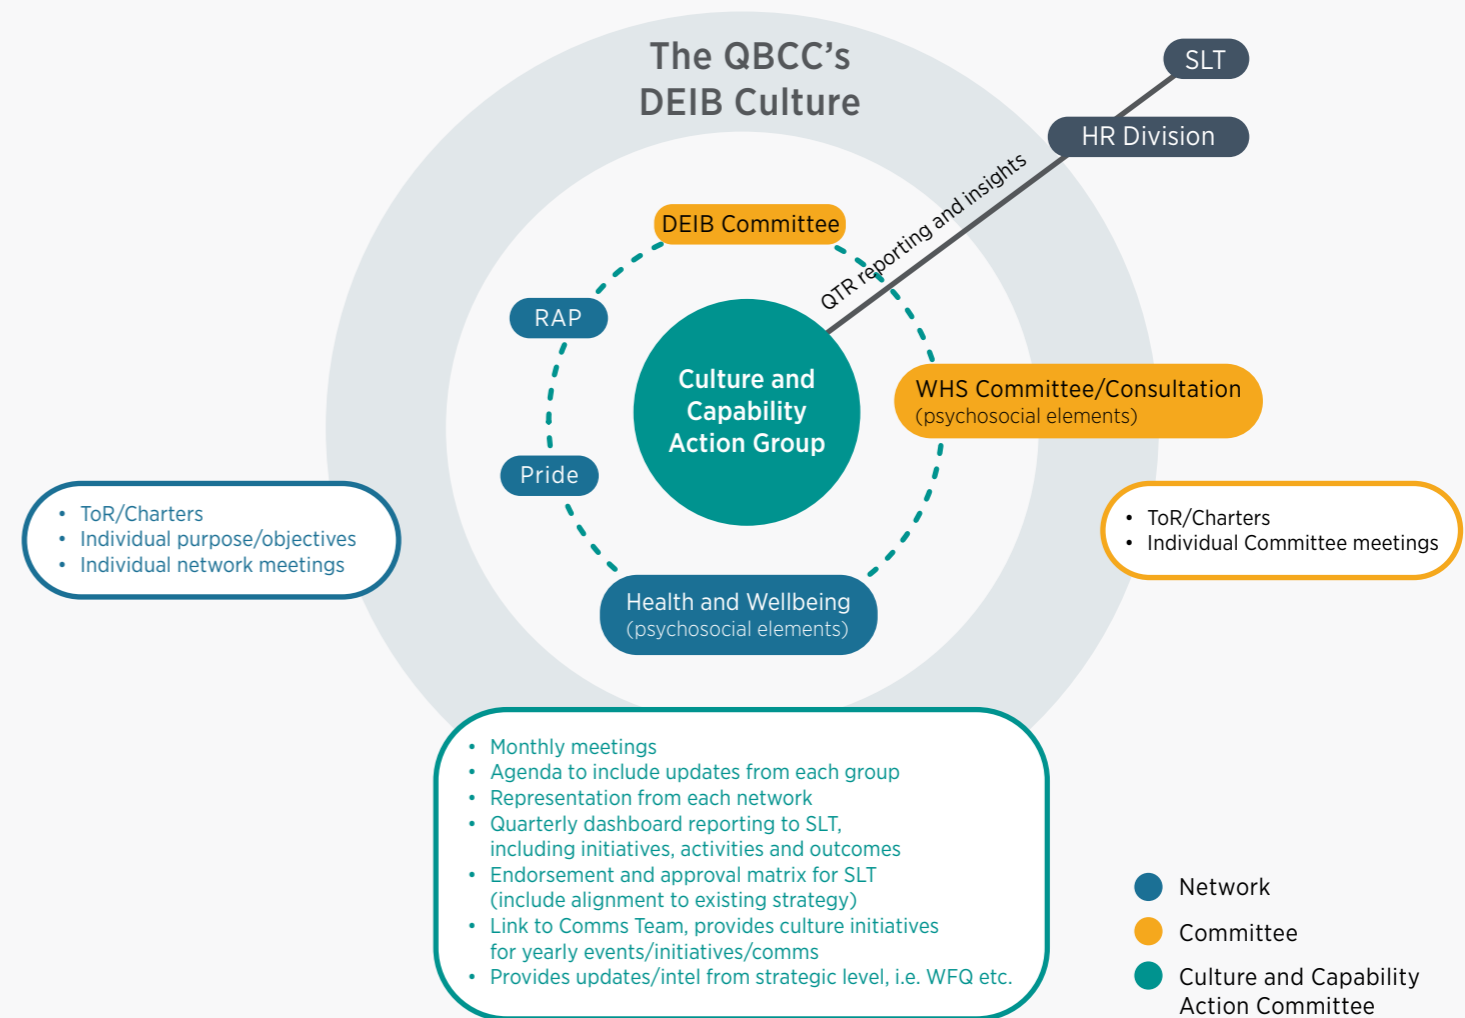 The QBCC's
DEIB Culture
SLT
HR Division
QTR reporting and insights
DEIB Committee
RAP
Culture and
Capability
Action Group
WHS Committee/Consultation
(psychosocial elements)
Pride
• ToR/Charters
• Individual purpose/objectives
• Individual network meetings
• ToR/Charters
• Individual Committee meetings
Health and Wellbeing
(psychosocial elements)
• Monthly meetings
• Agenda to include updates from each group
• Representation from each network
• Quarterly dashboard reporting to SLT,
including initiatives, activities and outcomes
• Endorsement and approval matrix for SLT
(include alignment to existing strategy)
• Link to Comms Team, provides culture initiatives
for yearly events/initiatives/comms
• Provides updates/intel from strategic level, i.e. WFQ etc.
Network
Committee
Culture and Capability
Action Committee